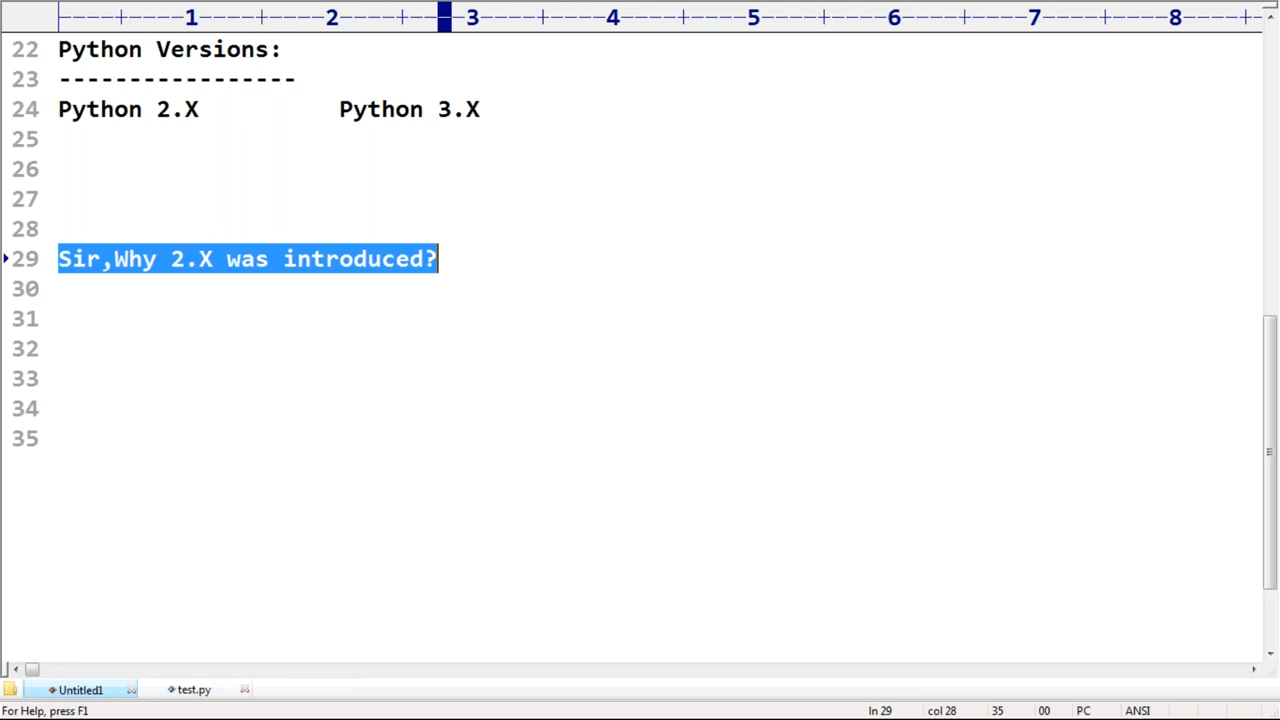 1 2 3 4 5 6 7 8
22 Python Versions:
23 -----------------
24 Python 2.X Python 3.X
25
26
27
28
29 Sir,Why 2.X was introduced?
30
31
32
33
34
35
Untitled1 test.py
For Help, press F1 ln 29 col 28 35 00 PC ANSI